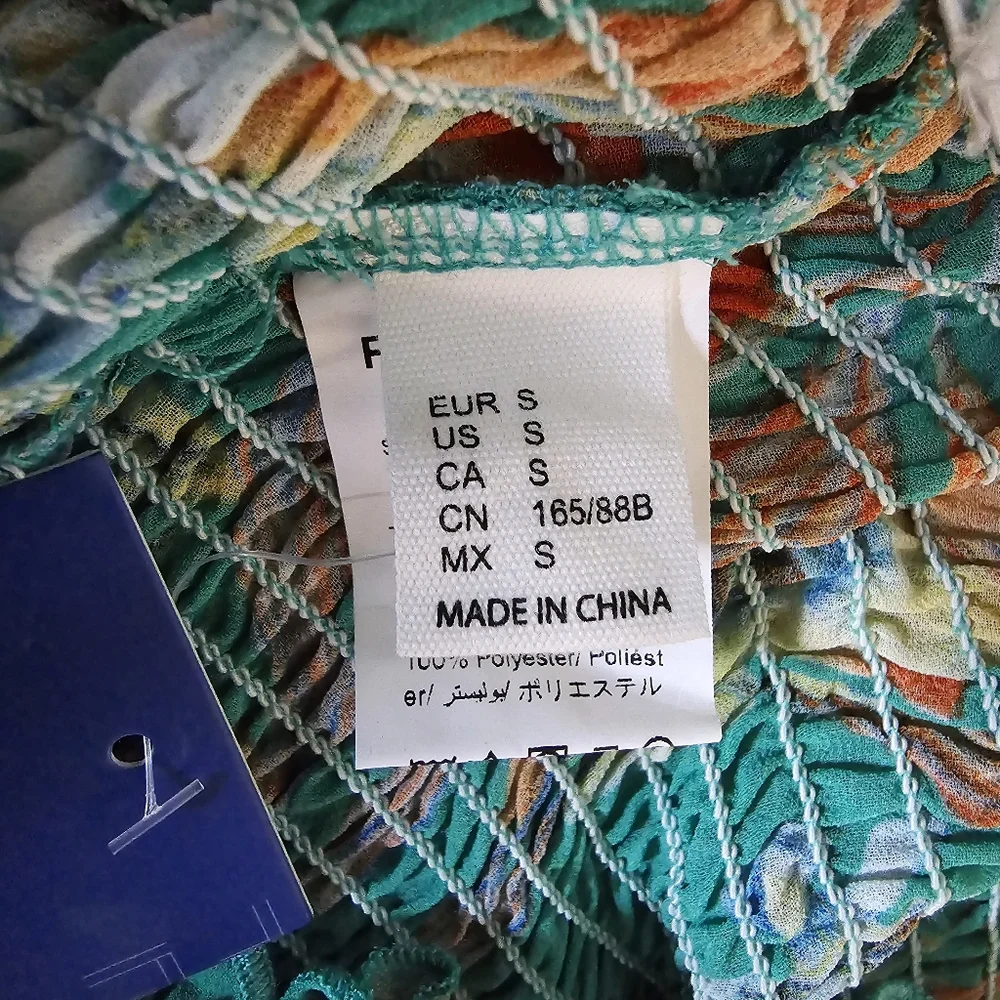 EUR S
US S
CA S
CN 165/88B
MX S
MADE IN CHINA
100% Polyester/ Poliést
er/ بوليستر/ ポリエステル